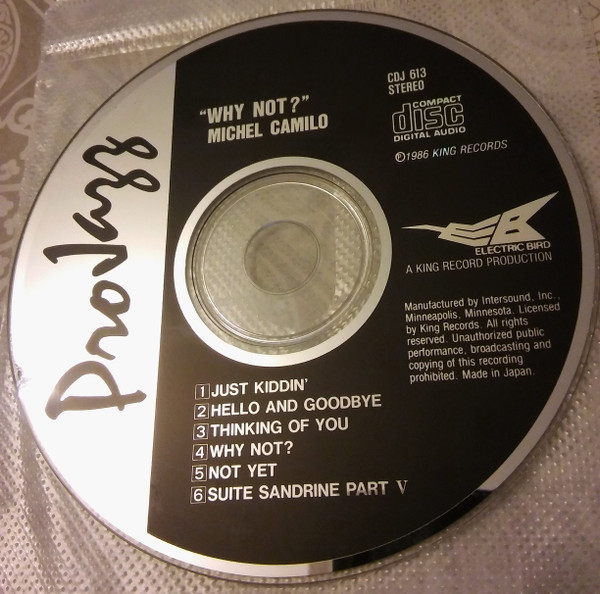 ProJazz
"WHY NOT?"
MICHEL CAMILO
CDJ 613
STEREO
COMPACT
disc
DIGITAL AUDIO
Ⓟ1986 KING RECORDS
EB
ELECTRIC BIRD
A KING RECORD PRODUCTION
Manufactured by Intersound, Inc.,
Minneapolis, Minnesota. Licensed
by King Records. All rights
reserved. Unauthorized public
performance, broadcasting and
copying of this recording
prohibited. Made in Japan.
1 JUST KIDDIN'
2 HELLO AND GOODBYE
3 THINKING OF YOU
4 WHY NOT?
5 NOT YET
6 SUITE SANDRINE PART V